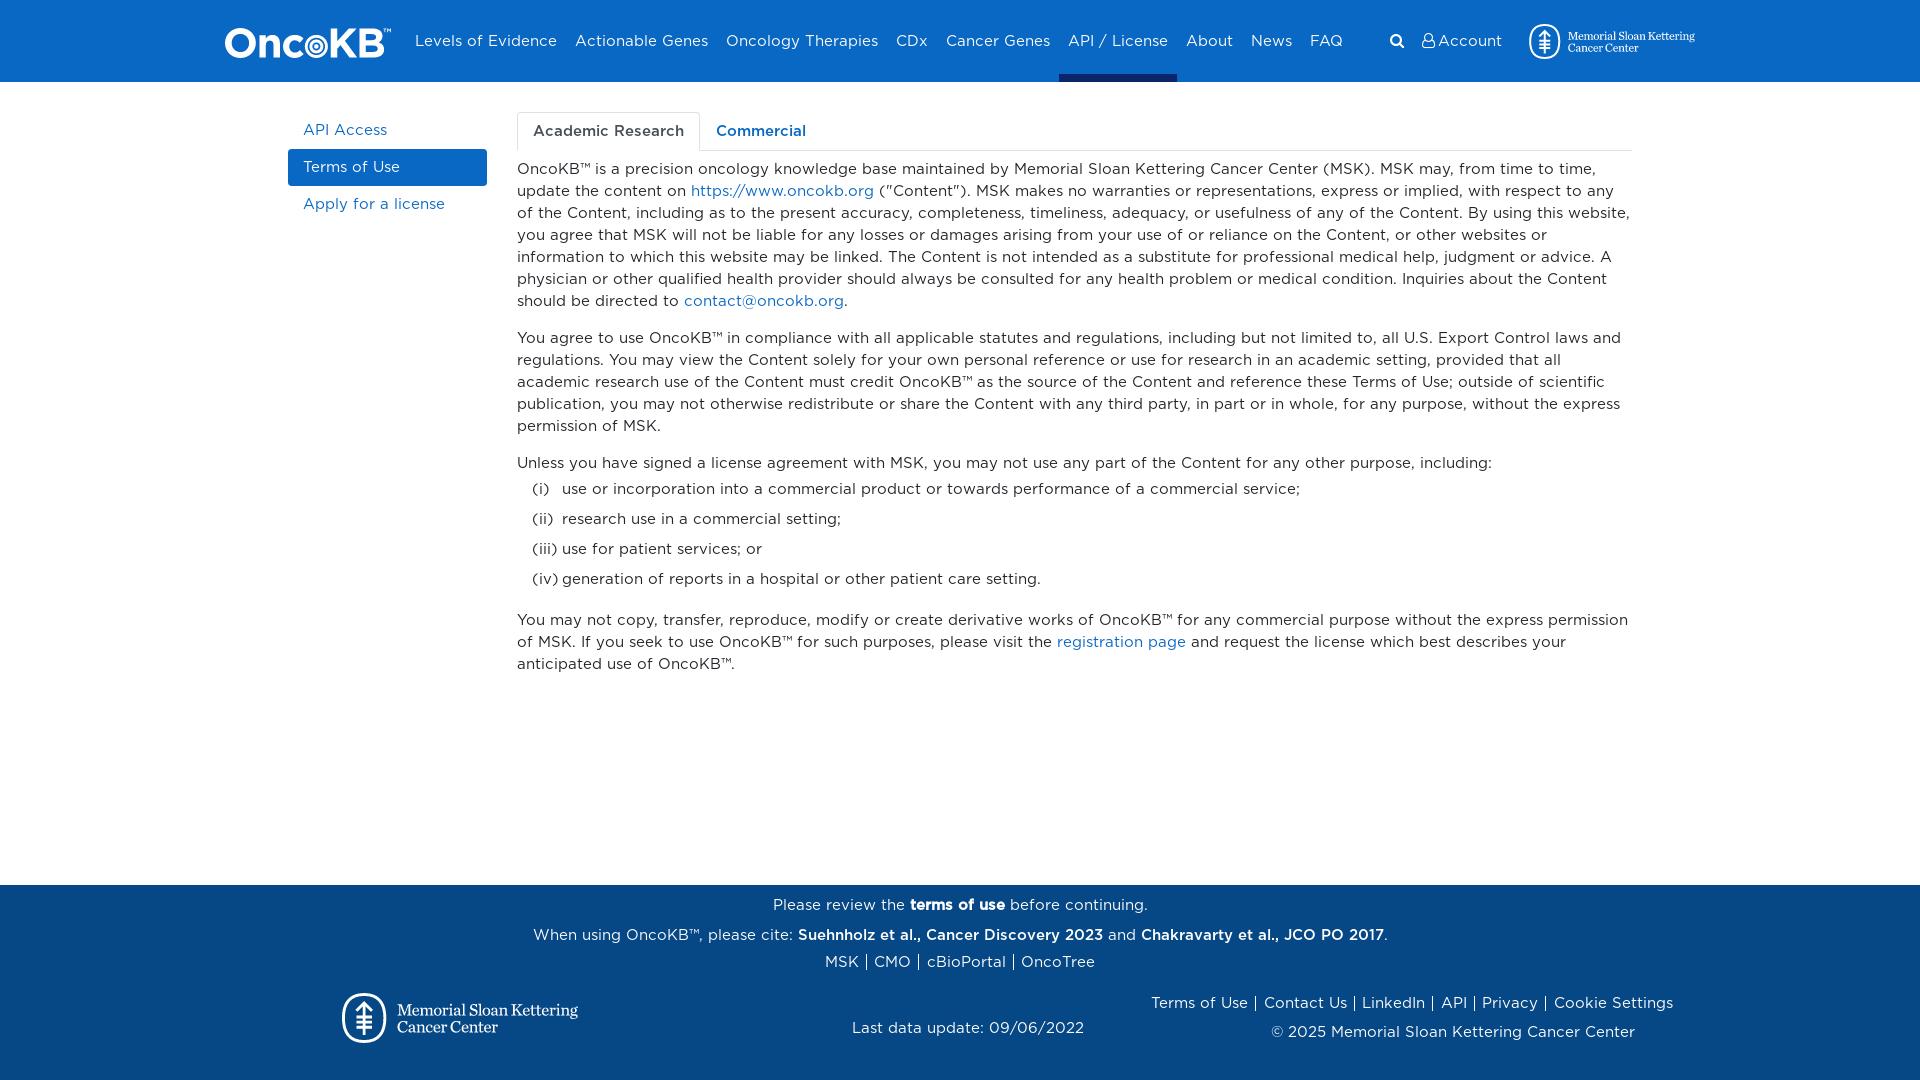 OncoKB™ Levels of Evidence Actionable Genes Oncology Therapies CDx Cancer Genes API / License About News FAQ Account Memorial Sloan Kettering
Cancer Center
API Access
Terms of Use
Apply for a license
Academic Research Commercial
OncoKB™ is a precision oncology knowledge base maintained by Memorial Sloan Kettering Cancer Center (MSK). MSK may, from time to time,
update the content on https://www.oncokb.org ("Content"). MSK makes no warranties or representations, express or implied, with respect to any
of the Content, including as to the present accuracy, completeness, timeliness, adequacy, or usefulness of any of the Content. By using this website,
you agree that MSK will not be liable for any losses or damages arising from your use of or reliance on the Content, or other websites or
information to which this website may be linked. The Content is not intended as a substitute for professional medical help, judgment or advice. A
physician or other qualified health provider should always be consulted for any health problem or medical condition. Inquiries about the Content
should be directed to contact@oncokb.org.
You agree to use OncoKB™ in compliance with all applicable statutes and regulations, including but not limited to, all U.S. Export Control laws and
regulations. You may view the Content solely for your own personal reference or use for research in an academic setting, provided that all
academic research use of the Content must credit OncoKB™ as the source of the Content and reference these Terms of Use; outside of scientific
publication, you may not otherwise redistribute or share the Content with any third party, in part or in whole, for any purpose, without the express
permission of MSK.
Unless you have signed a license agreement with MSK, you may not use any part of the Content for any other purpose, including:
(i) use or incorporation into a commercial product or towards performance of a commercial service;
(ii) research use in a commercial setting;
(iii) use for patient services; or
(iv) generation of reports in a hospital or other patient care setting.
You may not copy, transfer, reproduce, modify or create derivative works of OncoKB™ for any commercial purpose without the express permission
of MSK. If you seek to use OncoKB™ for such purposes, please visit the registration page and request the license which best describes your
anticipated use of OncoKB™.
Please review the terms of use before continuing.
When using OncoKB™, please cite: Suehnholz et al., Cancer Discovery 2023 and Chakravarty et al., JCO PO 2017.
MSK | CMO | cBioPortal | OncoTree
Memorial Sloan Kettering
Cancer Center
Last data update: 09/06/2022
Terms of Use | Contact Us | LinkedIn | API | Privacy | Cookie Settings
© 2025 Memorial Sloan Kettering Cancer Center